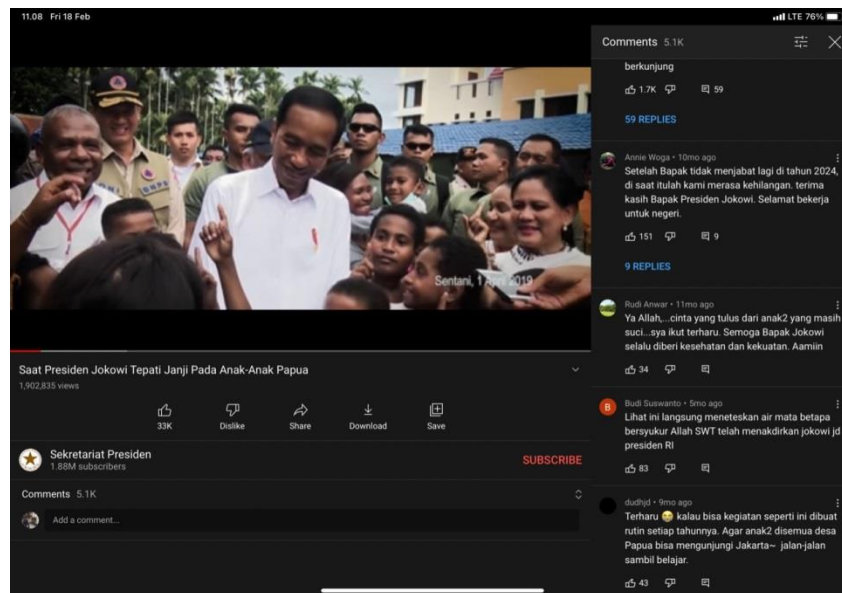 11.08 Fri 18 Feb
LTE 76%
Sentani, 1 April 2019
Saat Presiden Jokowi Tepati Janji Pada Anak-Anak Papua
1,902,835 views
33K
Dislike
Share
Download
Save
Sekretariat Presiden
1.88M subscribers
SUBSCRIBE
Comments 5.1K
Add a comment...
Comments 5.1K
berkunjung
1.7K
59
59 REPLIES
Annie Woga • 10mo ago
Setelah Bapak tidak menjabat lagi di tahun 2024,
di saat itulah kami merasa kehilangan. terima
kasih Bapak Presiden Jokowi. Selamat bekerja
untuk negeri.
151
9
9 REPLIES
Rudi Anwar • 11mo ago
Ya Allah,...cinta yang tulus dari anak2 yang masih
suci...sya ikut terharu. Semoga Bapak Jokowi
selalu diberi kesehatan dan kekuatan. Aamiin
34
B
Budi Suswanto • 5mo ago
Lihat ini langsung meneteskan air mata betapa
bersyukur Allah SWT telah menakdirkan jokowi jd
presiden RI
83
dudhjd • 9mo ago
Terharu 😂 kalau bisa kegiatan seperti ini dibuat
rutin setiap tahunnya. Agar anak2 disemua desa
Papua bisa mengunjungi Jakarta~ jalan-jalan
sambil belajar.
43